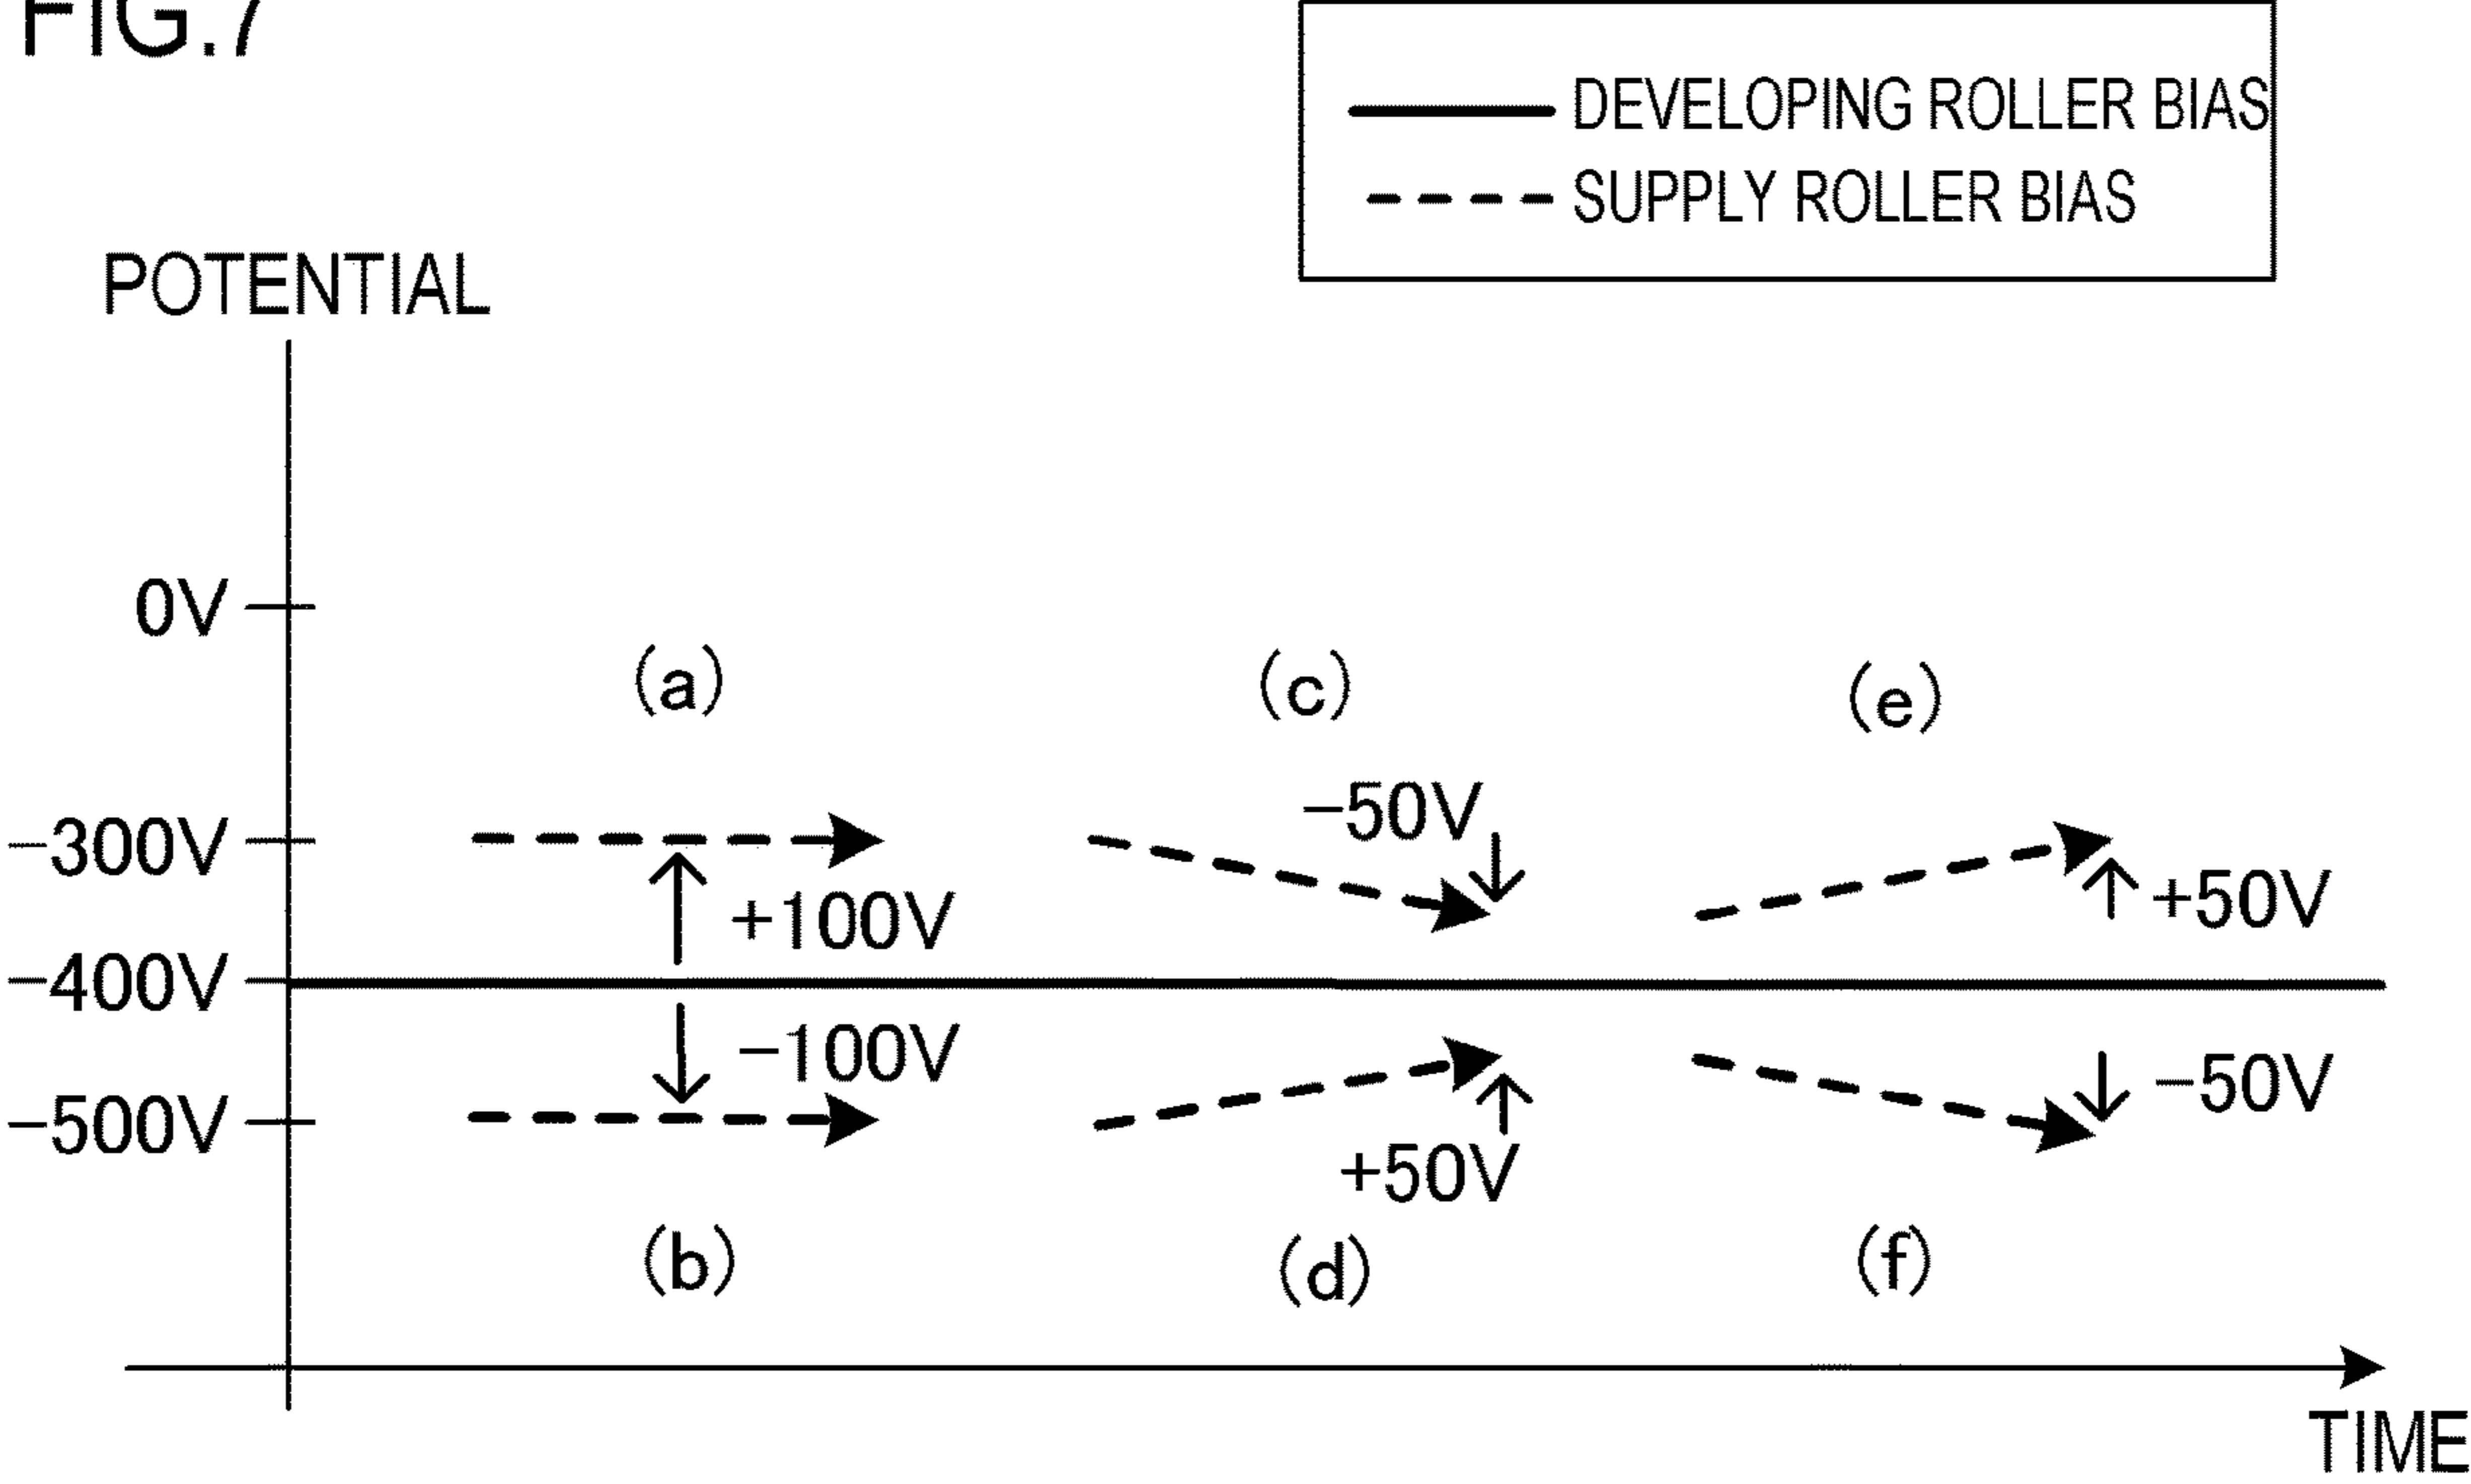 FIG.7
DEVELOPING ROLLER BIAS
SUPPLY ROLLER BIAS
POTENTIAL
0V
(a)
(c)
(e)
−50V
−300V
+100V
+50V
−400V
−100V
−50V
−500V
+50V
(b)
(d)
(f)
TIME